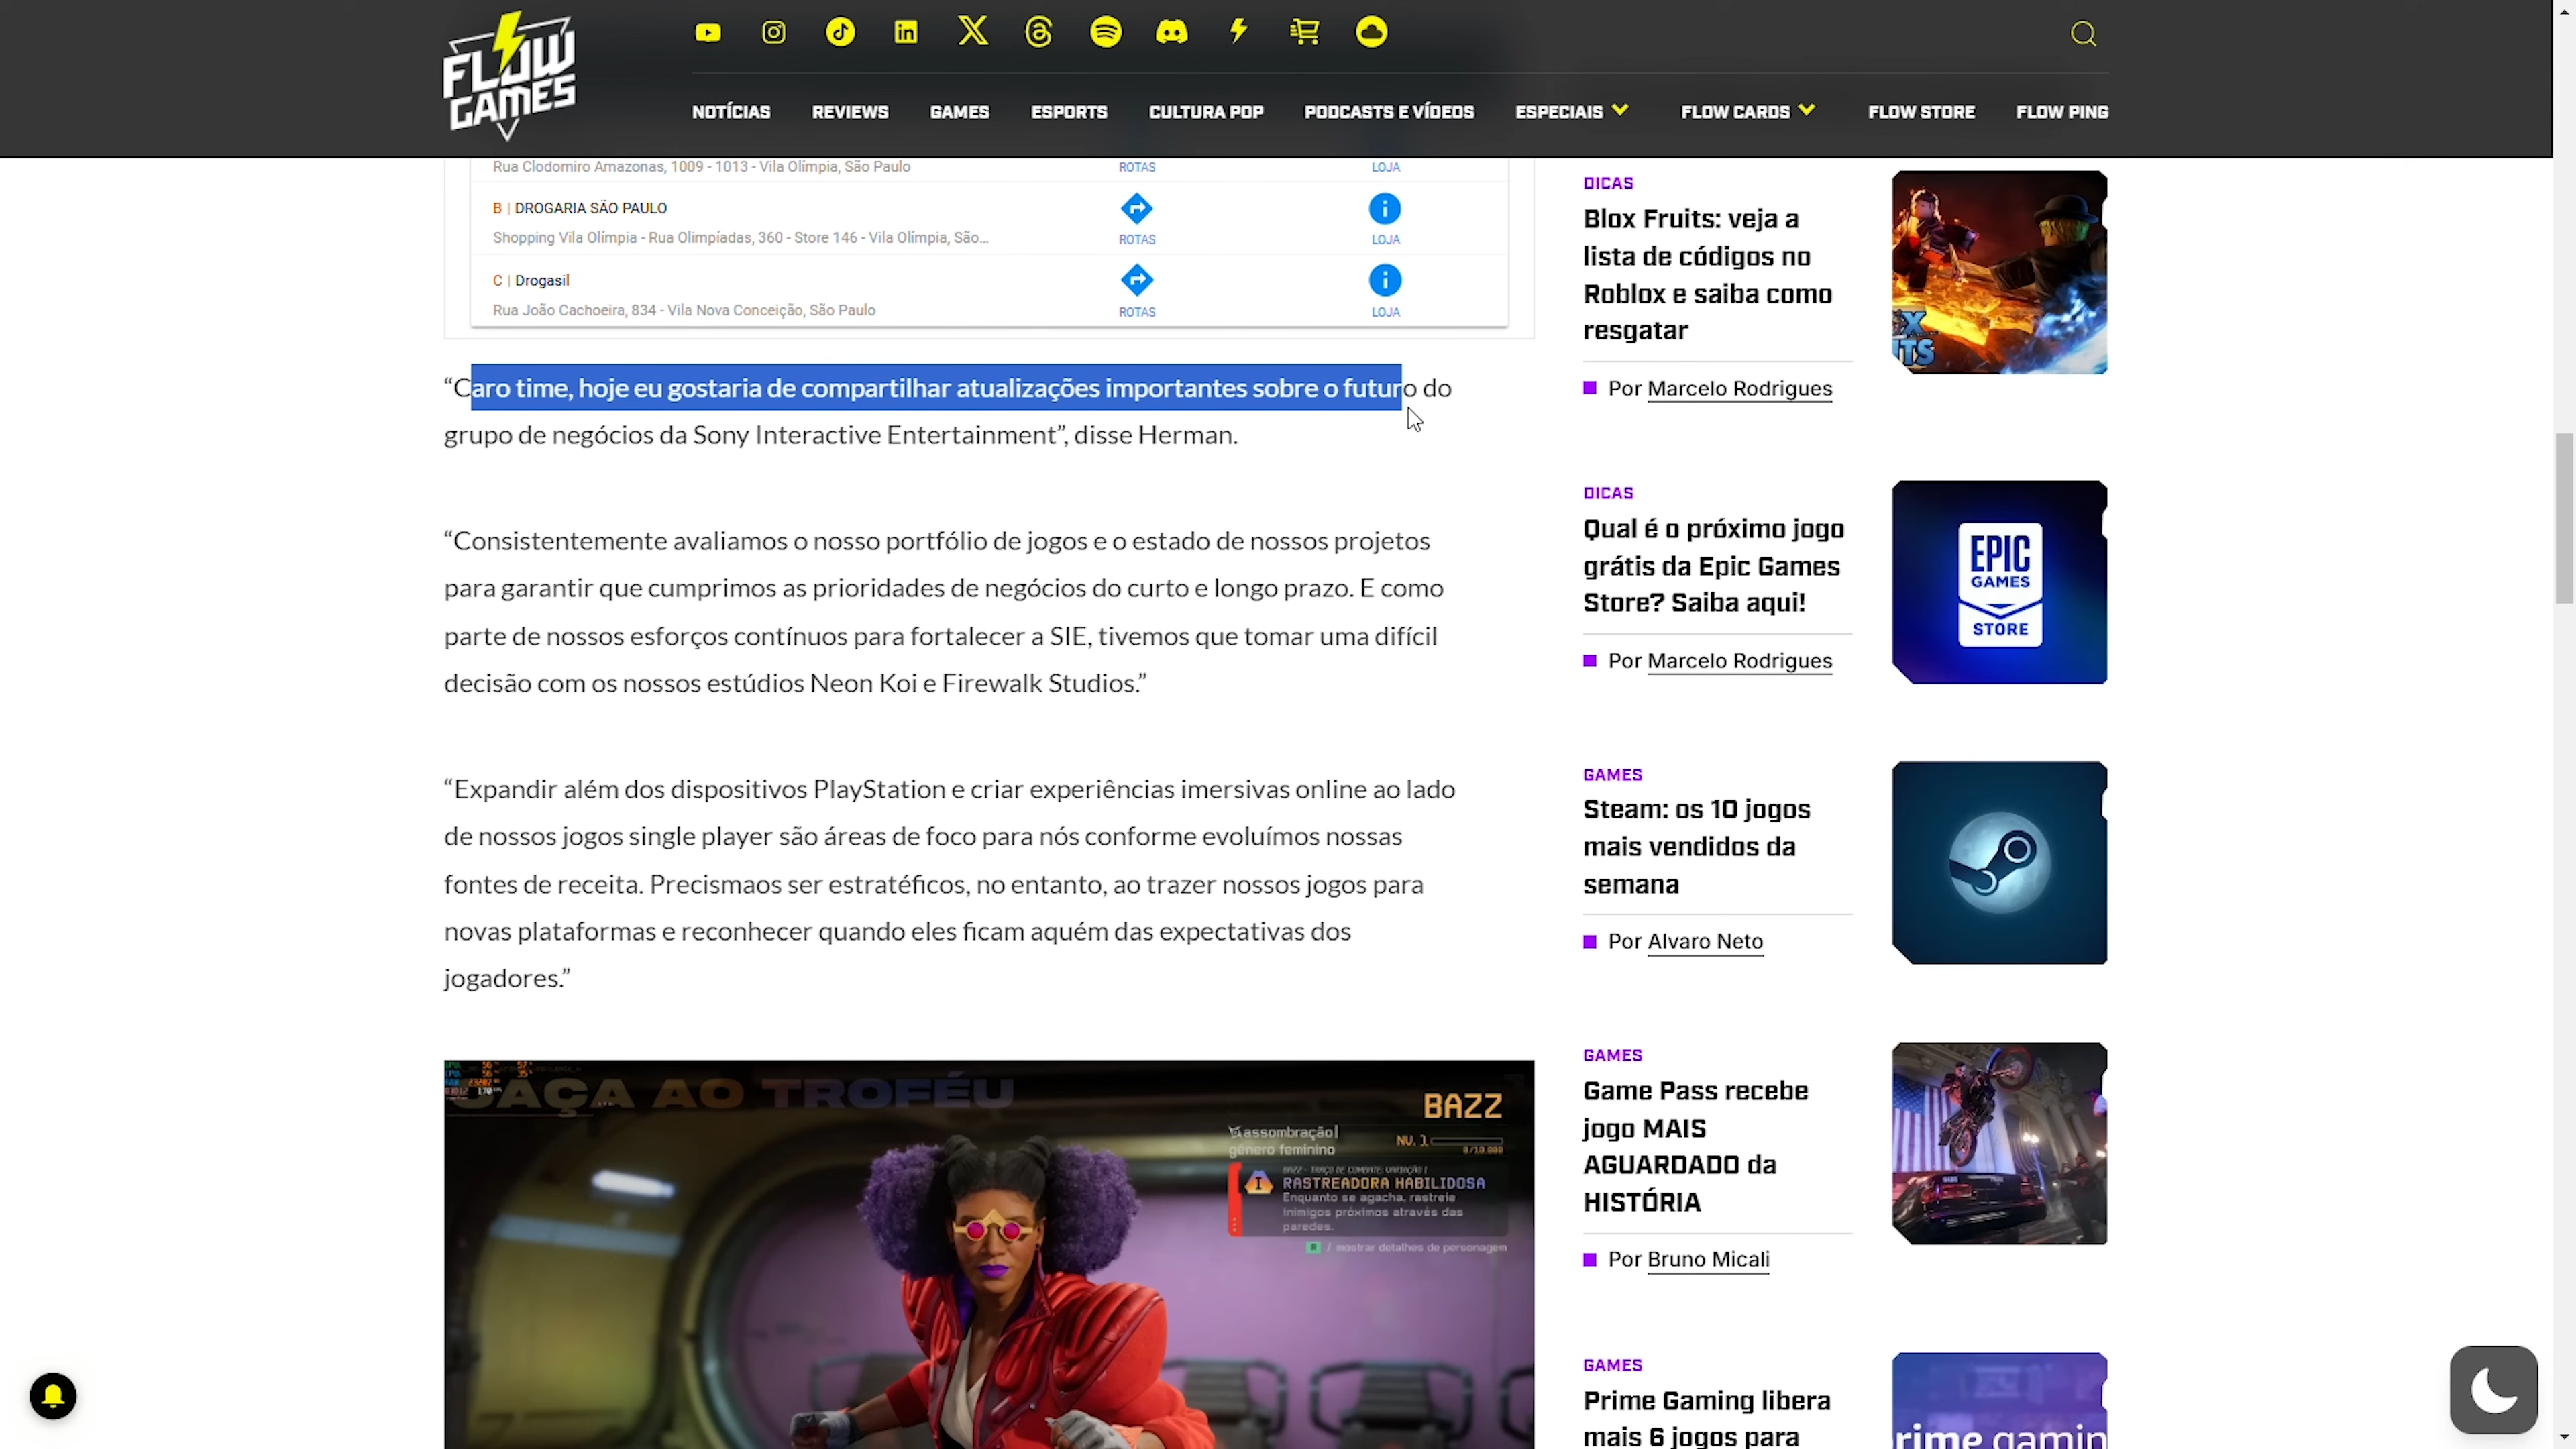 FLOW
GAMES
NOTÍCIAS REVIEWS GAMES ESPORTS CULTURA POP PODCASTS E VÍDEOS ESPECIAIS FLOW CARDS FLOW STORE FLOW PING
Rua Clodomiro Amazonas, 1009 - 1013 - Vila Olímpia, São Paulo
ROTAS
LOJA
B | DROGARIA SÃO PAULO
Shopping Vila Olímpia - Rua Olimpíadas, 360 - Store 146 - Vila Olímpia, São...
ROTAS
LOJA
C | Drogasil
Rua João Cachoeira, 834 - Vila Nova Conceição, São Paulo
ROTAS
LOJA
“Caro time, hoje eu gostaria de compartilhar atualizações importantes sobre o futuro do
grupo de negócios da Sony Interactive Entertainment”, disse Herman.
“Consistentemente avaliamos o nosso portfólio de jogos e o estado de nossos projetos
para garantir que cumprimos as prioridades de negócios do curto e longo prazo. E como
parte de nossos esforços contínuos para fortalecer a SIE, tivemos que tomar uma difícil
decisão com os nossos estúdios Neon Koi e Firewalk Studios.”
“Expandir além dos dispositivos PlayStation e criar experiências imersivas online ao lado
de nossos jogos single player são áreas de foco para nós conforme evoluímos nossas
fontes de receita. Precismaos ser estratéficos, no entanto, ao trazer nossos jogos para
novas plataformas e reconhecer quando eles ficam aquém das expectativas dos
jogadores.”
CAÇA AO TROFÉU
BAZZ
assombração|
gênero feminino
NV. 1
0/10.000
BAZZ - TRAÇO DE COMBATE: VARIAÇÃO I
RASTREADORA HABILIDOSA
Enquanto se agacha, rastreie
inimigos próximos através das
paredes.
/ mostrar detalhes de personagem
DICAS
Blox Fruits: veja a
lista de códigos no
Roblox e saiba como
resgatar
Por Marcelo Rodrigues
DICAS
Qual é o próximo jogo
grátis da Epic Games
Store? Saiba aqui!
Por Marcelo Rodrigues
EPIC
GAMES
STORE
GAMES
Steam: os 10 jogos
mais vendidos da
semana
Por Alvaro Neto
GAMES
Game Pass recebe
jogo MAIS
AGUARDADO da
HISTÓRIA
Por Bruno Micali
GAMES
Prime Gaming libera
mais 6 jogos para
rime gaming